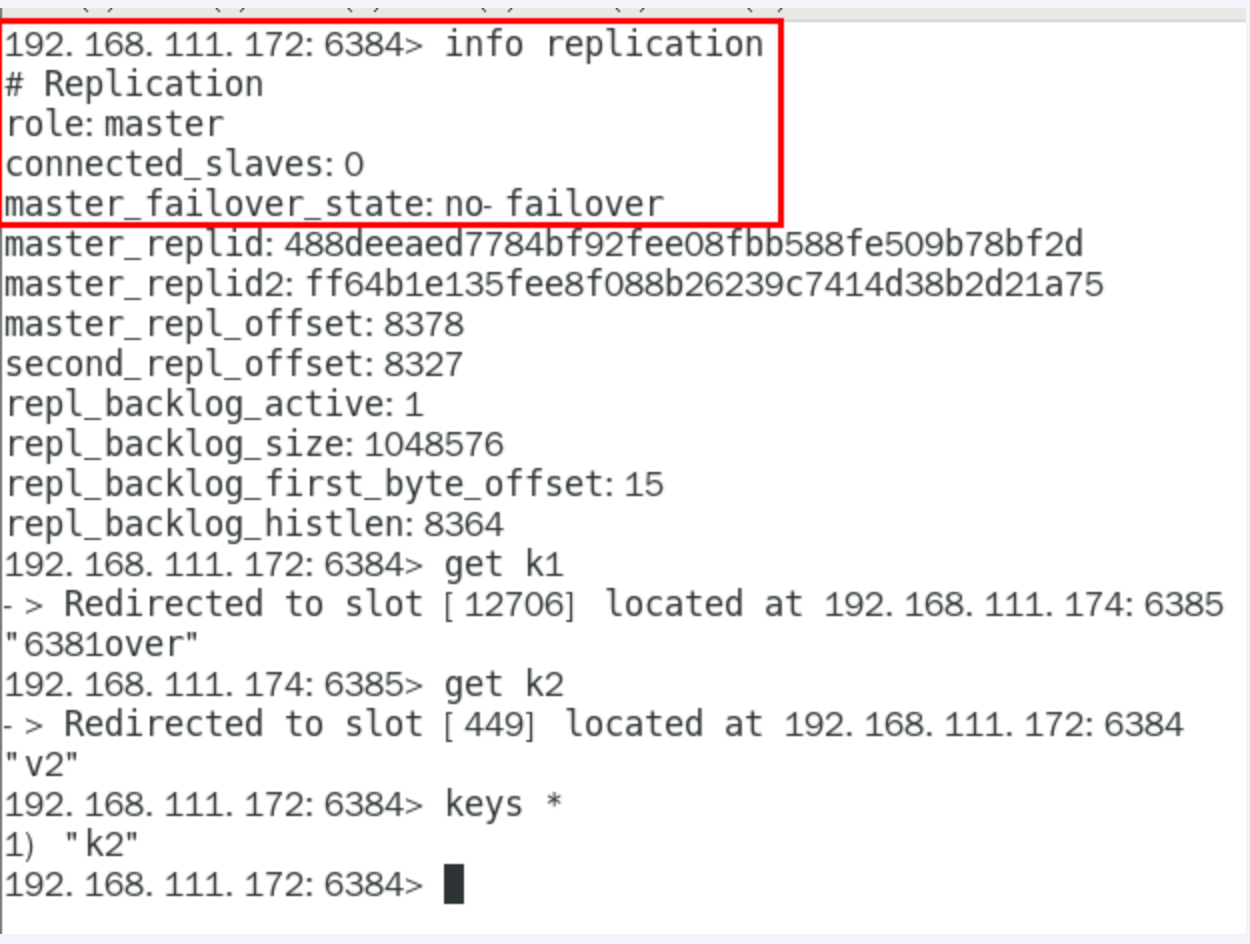 192.168.111.172:6384> info replication
# Replication
role:master
connected_slaves:0
master_failover_state:no-failover
master_replid:488deeaed7784bf92fee08fbb588fe509b78bf2d
master_replid2:ff64b1e135fee8f088b26239c7414d38b2d21a75
master_repl_offset:8378
second_repl_offset:8327
repl_backlog_active:1
repl_backlog_size:1048576
repl_backlog_first_byte_offset:15
repl_backlog_histlen:8364
192.168.111.172:6384> get k1
-> Redirected to slot [12706] located at 192.168.111.174:6385
"6381over"
192.168.111.174:6385> get k2
-> Redirected to slot [449] located at 192.168.111.172:6384
"v2"
192.168.111.172:6384> keys *
1) "k2"
192.168.111.172:6384>